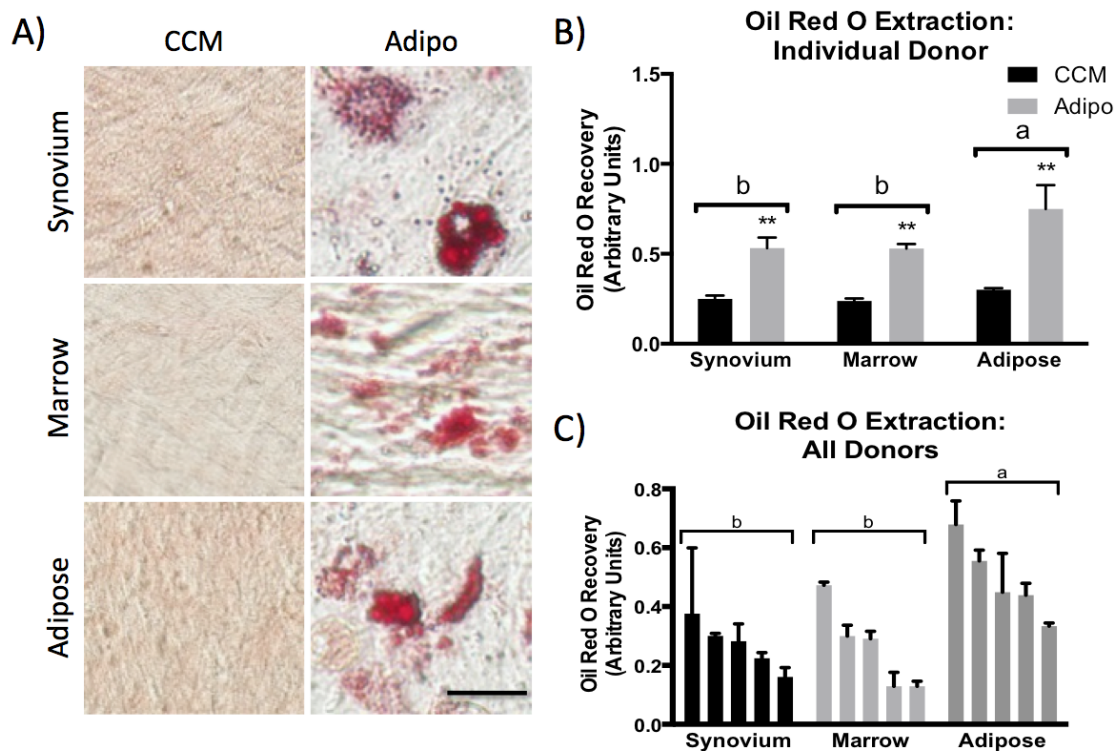 A)
CCM
Adipo
Synovium
Marrow
Adipose
B)
Oil Red O Extraction:
Individual Donor
CCM
Adipo
Oil Red O Recovery
(Arbitrary Units)
1.5
1.0
0.5
0.0
b
**
b
**
a
**
Synovium
Marrow
Adipose
C)
Oil Red O Extraction:
All Donors
Oil Red O Recovery
(Arbitrary Units)
0.8
0.6
0.4
0.2
0.0
b
b
a
Synovium
Marrow
Adipose